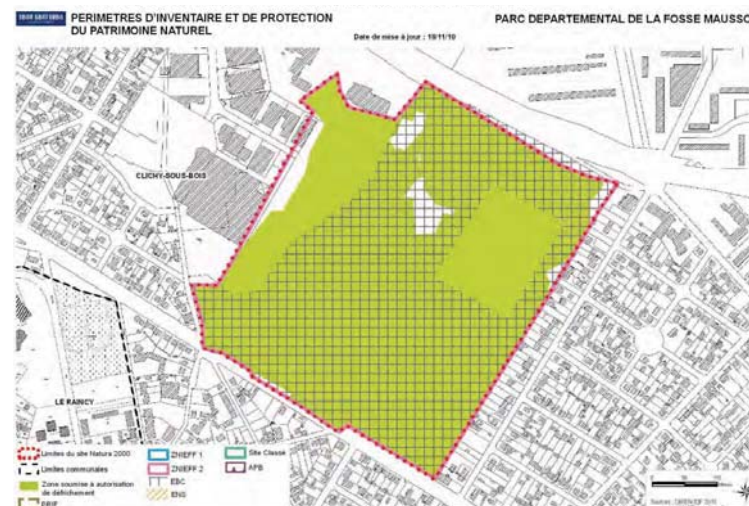 PERIMETRES D'INVENTAIRE ET DE PROTECTION
DU PATRIMOINE NATUREL
PARC DEPARTEMENTAL DE LA FOSSE MAUSSO
Date de mise à jour : 19/11/10
CLICHY-SOUS-BOIS
LE RAINCY
Limites du site Natura 2000
Limites communales
Zone soumise à autorisation
de défrichement
ZNIEFF 1
ZNIEFF 2
EBC
ENS
Site Classé
APB